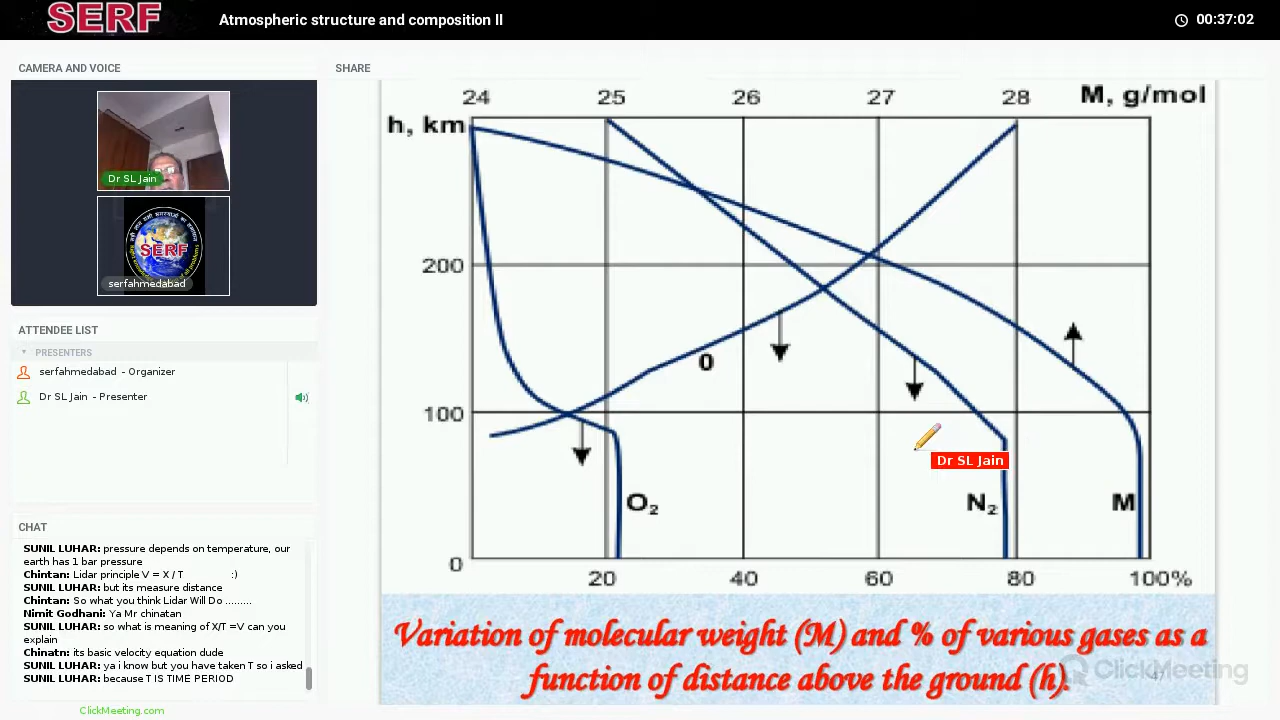 SERF
Atmospheric structure and composition II
00:37:02
CAMERA AND VOICE
SHARE
Dr SL Jain
SERF
serfahmedabad
ATTENDEE LIST
PRESENTERS
serfahmedabad - Organizer
Dr SL Jain - Presenter
CHAT
SUNIL LUHAR: pressure depends on temperature, our
earth has 1 bar pressure
Chintan: Lidar principle V = X / T :)
SUNIL LUHAR: but its measure distance
Chintan: So what you think Lidar Will Do ........
Nimit Godhani: Ya Mr chinatan
SUNIL LUHAR: so what is meaning of X/T =V can you
explain
Chinatn: its basic velocity equation dude
SUNIL LUHAR: ya i know but you have taken T so i asked
SUNIL LUHAR: because T IS TIME PERIOD
ClickMeeting.com
24 25 26 27 28 M, g/mol
h, km
200
0
100
Dr SL Jain
O2 N2 M
0
20 40 60 80 100%
Variation of molecular weight (M) and % of various gases as a
function of distance above the ground (h).
ClickMeeting
47